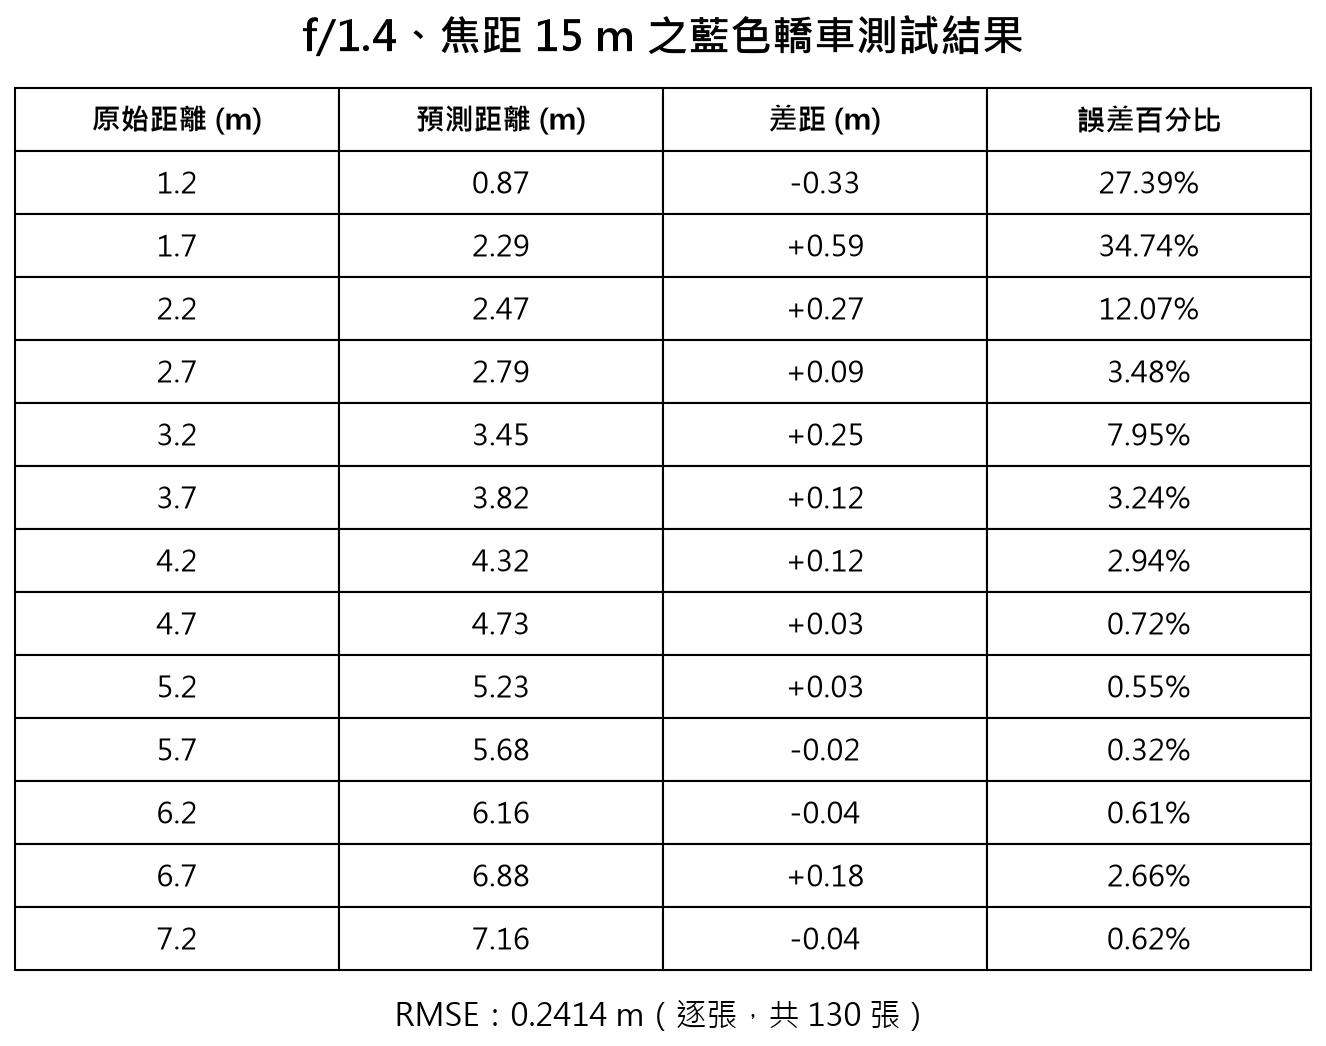 f/1.4、焦距 15 m 之藍色轎車測試結果
原始距離 (m) 預測距離 (m) 差距 (m) 誤差百分比
1.2 0.87 -0.33 27.39%
1.7 2.29 +0.59 34.74%
2.2 2.47 +0.27 12.07%
2.7 2.79 +0.09 3.48%
3.2 3.45 +0.25 7.95%
3.7 3.82 +0.12 3.24%
4.2 4.32 +0.12 2.94%
4.7 4.73 +0.03 0.72%
5.2 5.23 +0.03 0.55%
5.7 5.68 -0.02 0.32%
6.2 6.16 -0.04 0.61%
6.7 6.88 +0.18 2.66%
7.2 7.16 -0.04 0.62%
RMSE：0.2414 m（逐張，共 130 張）